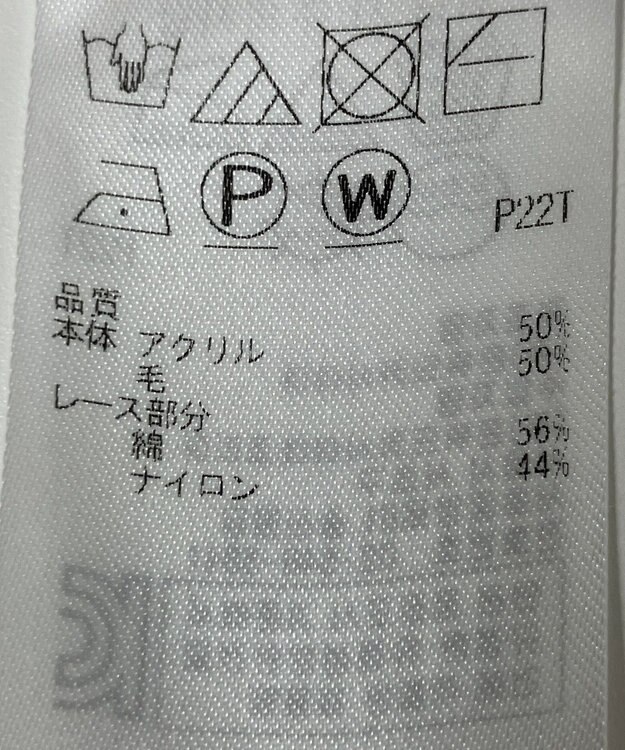 P W P22T
品質
本体 アクリル 50%
毛 50%
レース部分
綿 56%
ナイロン 44%